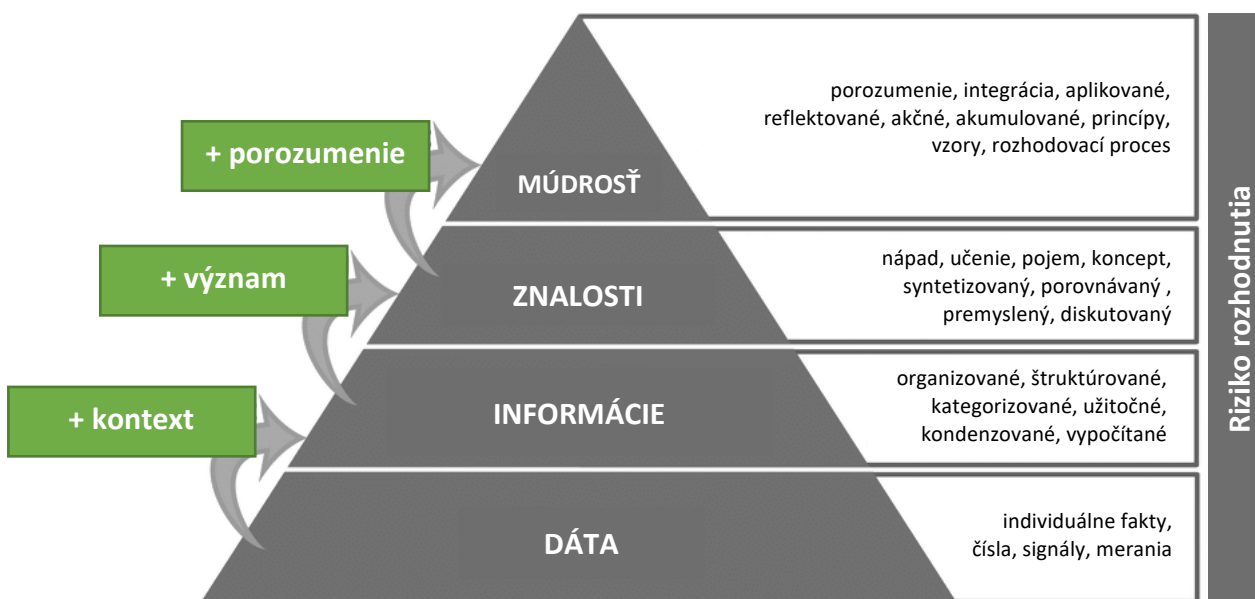 porozumenie, integrácia, aplikované,
reflektované, akčné, akumulované, princípy,
vzory, rozhodovací proces
+ porozumenie
MÚDROSŤ
nápad, učenie, pojem, koncept,
syntetizovaný, porovnávaný ,
premyslený, diskutovaný
+ význam
ZNALOSTI
organizované, štruktúrované,
kategorizované, užitočné,
kondenzované, vypočítané
+ kontext
INFORMÁCIE
individuálne fakty,
čísla, signály, merania
DÁTA
Riziko rozhodnutia